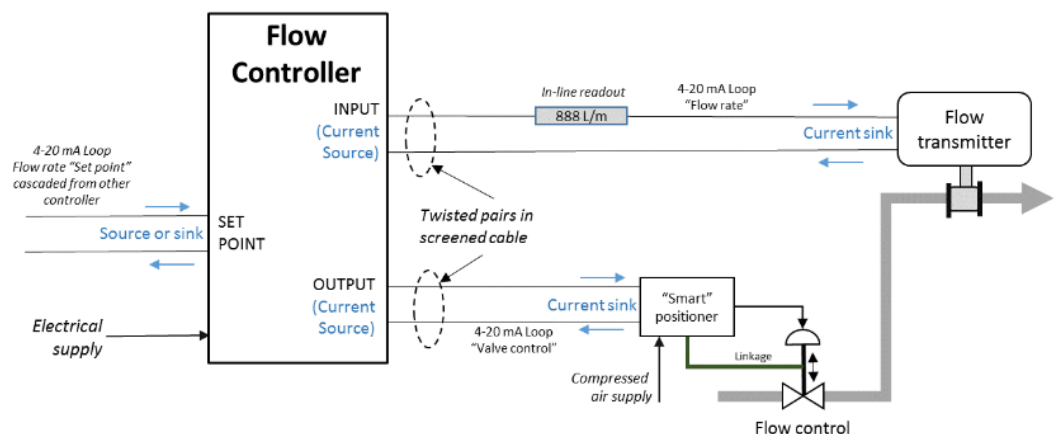 Flow
Controller
INPUT
(Current
Source)
In-line readout
888 L/m
4-20 mA Loop
"Flow rate"
Current sink
Flow
transmitter
4-20 mA Loop
Flow rate "Set point"
cascaded from other
controller
Source or sink
SET
POINT
Twisted pairs in
screened cable
OUTPUT
(Current
Source)
Current sink
4-20 mA Loop
"Valve control"
"Smart"
positioner
Electrical
supply
Linkage
Compressed
air supply
Flow control